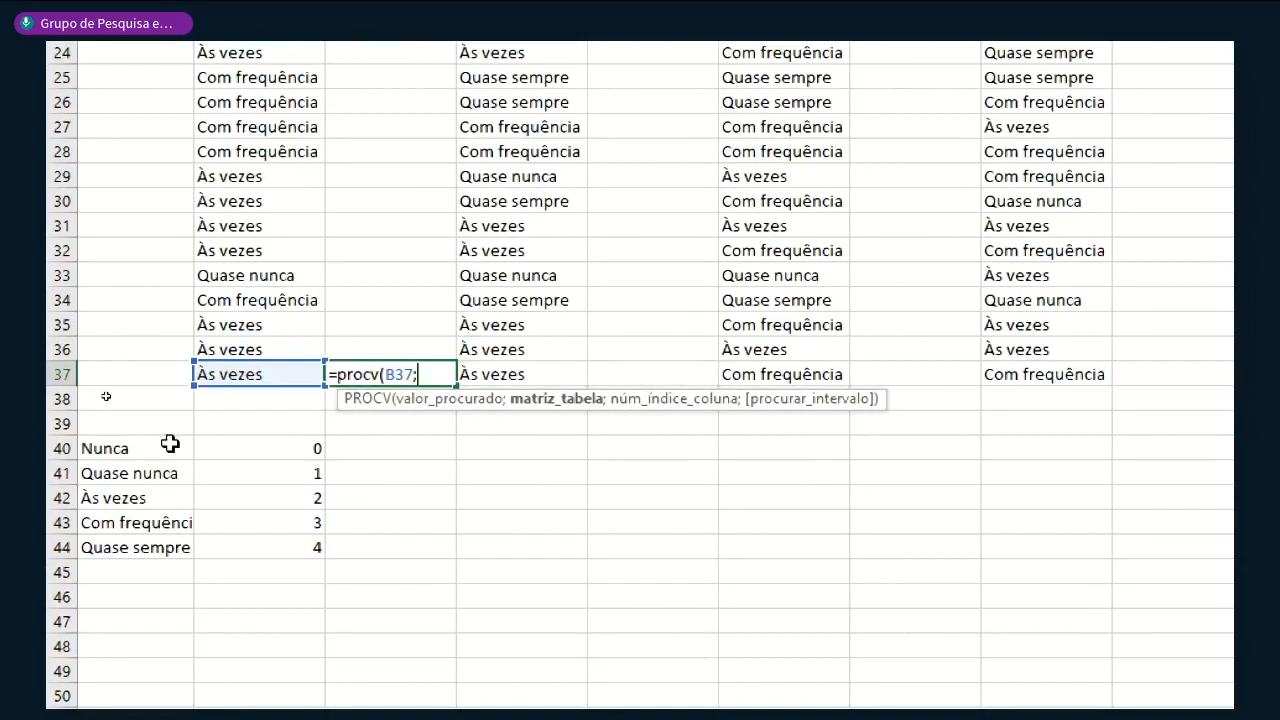 Grupo de Pesquisa e...
24 Às vezes Às vezes Com frequência Quase sempre
25 Com frequência Quase sempre Quase sempre Quase sempre
26 Com frequência Quase sempre Quase sempre Com frequência
27 Com frequência Com frequência Com frequência Às vezes
28 Com frequência Com frequência Com frequência Com frequência
29 Às vezes Quase nunca Às vezes Com frequência
30 Às vezes Quase sempre Com frequência Quase nunca
31 Às vezes Às vezes Às vezes Às vezes
32 Às vezes Às vezes Com frequência Com frequência
33 Quase nunca Quase nunca Quase nunca Às vezes
34 Com frequência Quase sempre Quase sempre Quase nunca
35 Às vezes Às vezes Com frequência Às vezes
36 Às vezes Às vezes Às vezes Às vezes
37 Às vezes =procv(B37; Às vezes Com frequência Com frequência
38 PROCV(valor_procurado; matriz_tabela; núm_índice_coluna; [procurar_intervalo])
39
40 Nunca 0
41 Quase nunca 1
42 Às vezes 2
43 Com frequênci 3
44 Quase sempre 4
45
46
47
48
49
50